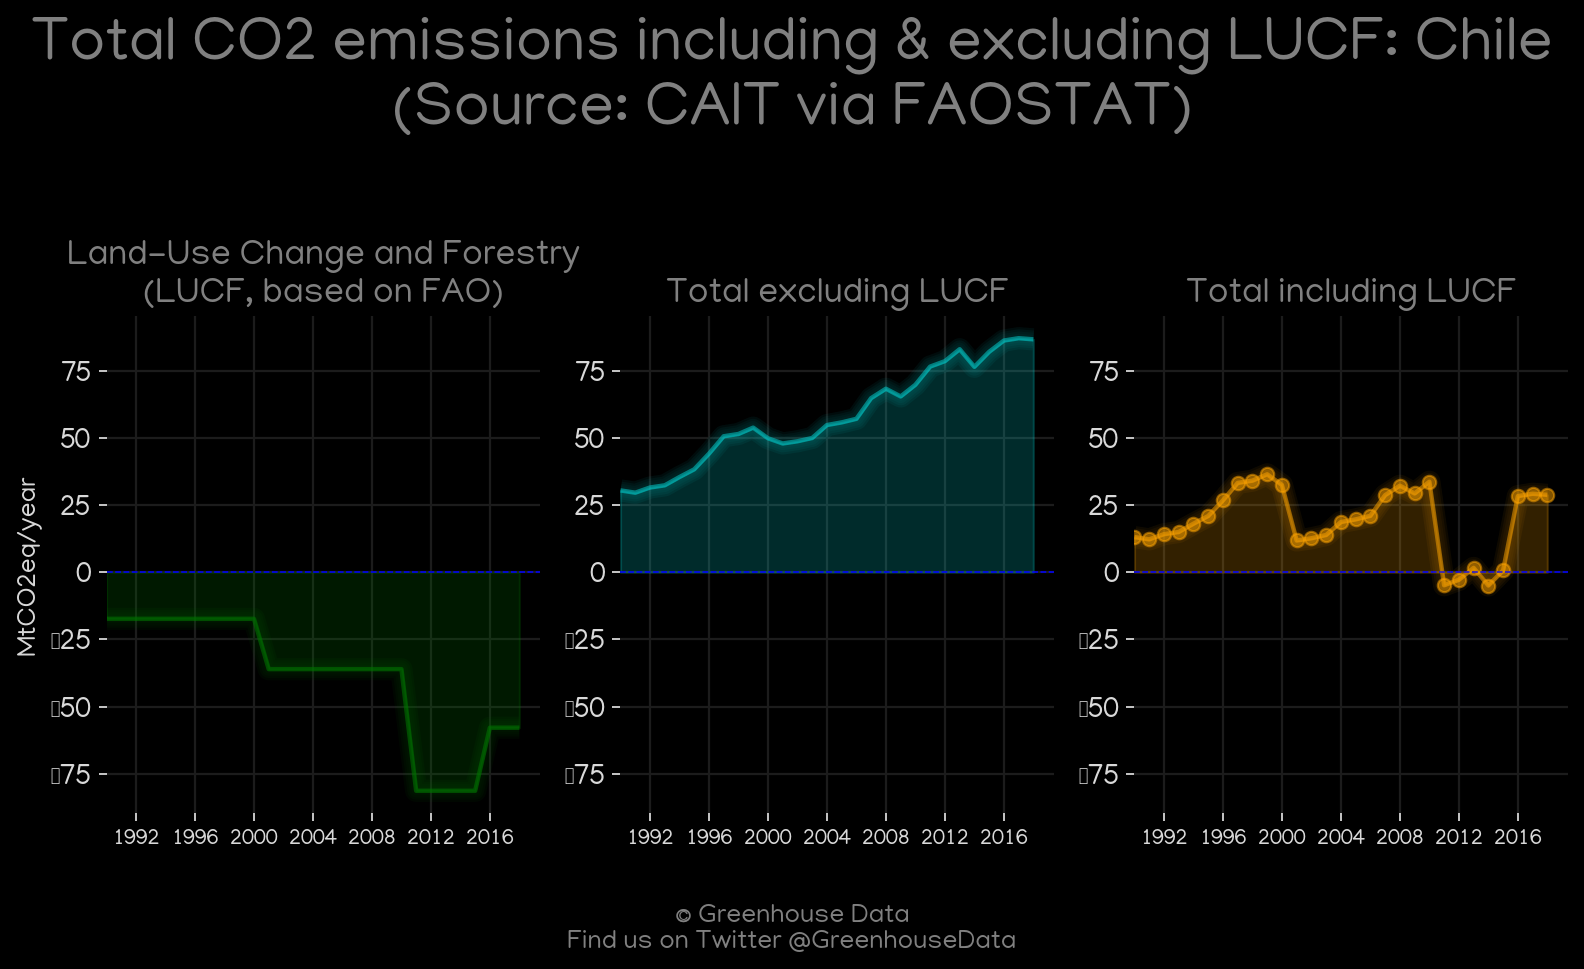 Total CO2 emissions including & excluding LUCF: Chile
(Source: CAIT via FAOSTAT)
Land-Use Change and Forestry
(LUCF, based on FAO)
Total excluding LUCF
Total including LUCF
MtCO2eq/year
75
50
25
0
▯25
▯50
▯75
1992 1996 2000 2004 2008 2012 2016
75
50
25
0
▯25
▯50
▯75
1992 1996 2000 2004 2008 2012 2016
75
50
25
0
▯25
▯50
▯75
1992 1996 2000 2004 2008 2012 2016
© Greenhouse Data
Find us on Twitter @GreenhouseData